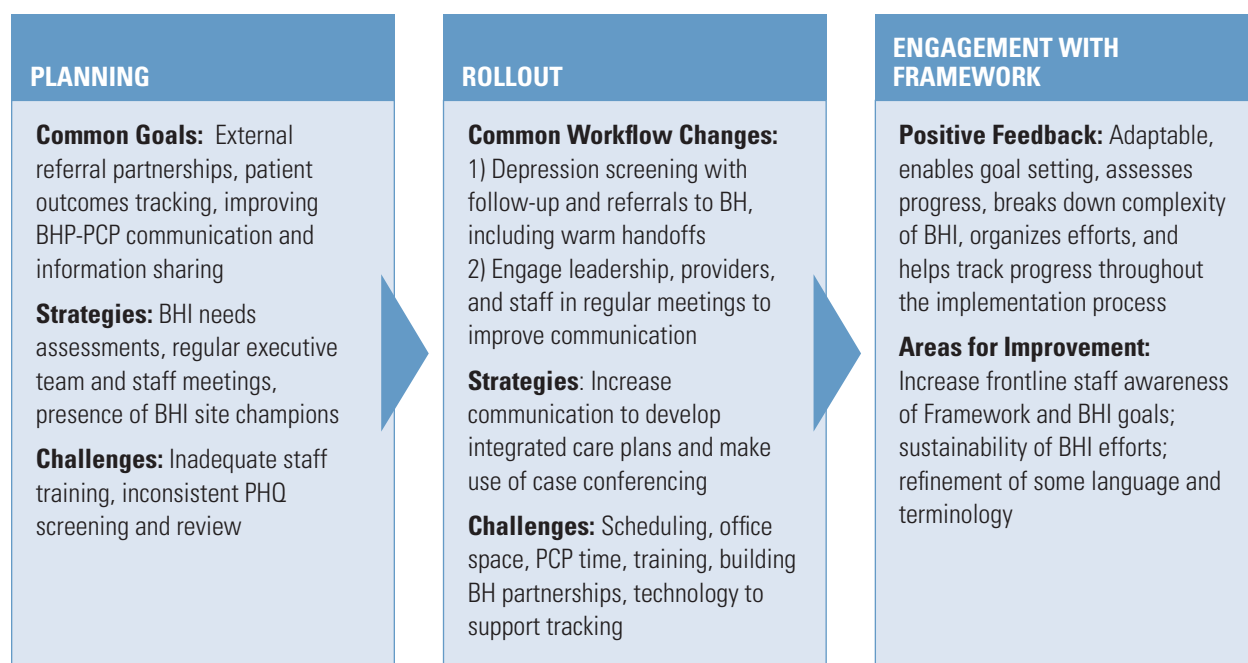 PLANNING
Common Goals: External
referral partnerships, patient
outcomes tracking, improving
BHP-PCP communication and
information sharing
Strategies: BHI needs
assessments, regular executive
team and staff meetings,
presence of BHI site champions
Challenges: Inadequate staff
training, inconsistent PHQ
screening and review
ROLLOUT
Common Workflow Changes:
1) Depression screening with
follow-up and referrals to BH,
including warm handoffs
2) Engage leadership, providers,
and staff in regular meetings to
improve communication
Strategies: Increase
communication to develop
integrated care plans and make
use of case conferencing
Challenges: Scheduling, office
space, PCP time, training, building
BH partnerships, technology to
support tracking
ENGAGEMENT WITH
FRAMEWORK
Positive Feedback: Adaptable,
enables goal setting, assesses
progress, breaks down complexity
of BHI, organizes efforts, and
helps track progress throughout
the implementation process
Areas for Improvement:
Increase frontline staff awareness
of Framework and BHI goals;
sustainability of BHI efforts;
refinement of some language and
terminology